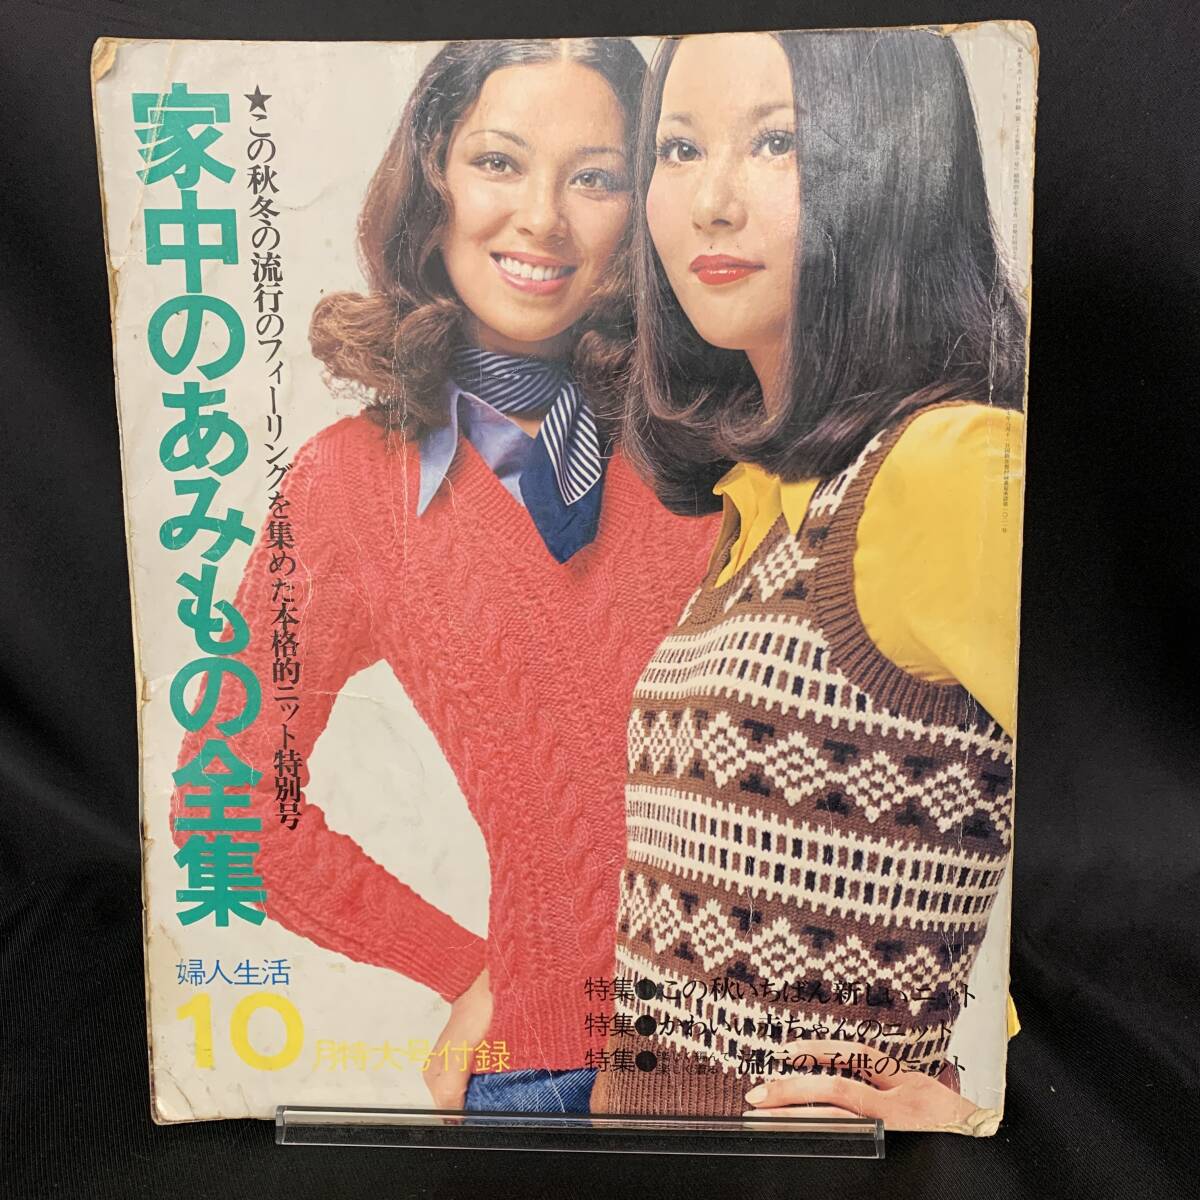 家中のあみもの全集
★この秋冬の流行のフィーリングを集めた本格的ニット特別号
婦人生活
10月特大号付録
特集●この秋いちばん新しいニット
特集●かわいい赤ちゃんのニット
特集●流行の子供のニット